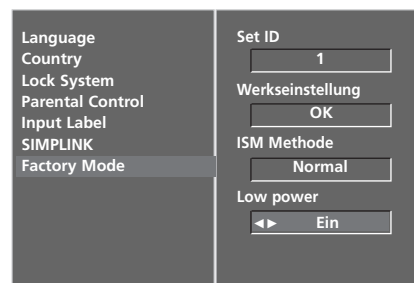 Language
Country
Lock System
Parental Control
Input Label
SIMPLINK
Factory Mode
Set ID
1
Werkseinstellung
OK
ISM Methode
Normal
Low power
◄► Ein